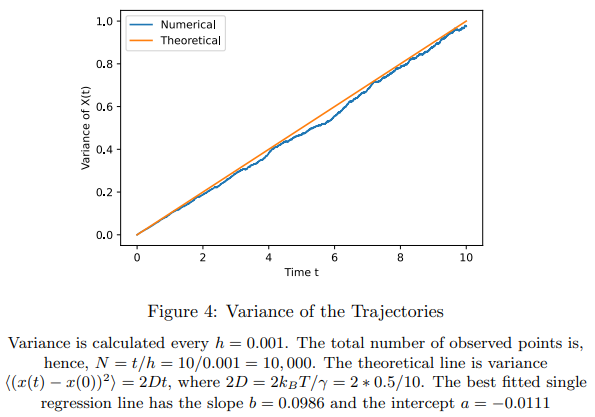 1.0
0.8
0.6
0.4
0.2
0.0
Variance of X(t)
Numerical
Theoretical
0 2 4 6 8 10
Time t
Figure 4: Variance of the Trajectories
Variance is calculated every h = 0.001. The total number of observed points is,
hence, N = t/h = 10/0.001 = 10,000. The theoretical line is variance
⟨(x(t) − x(0))²⟩ = 2Dt, where 2D = 2k_BT/γ = 2 ∗ 0.5/10. The best fitted single
regression line has the slope b = 0.0986 and the intercept a = −0.0111